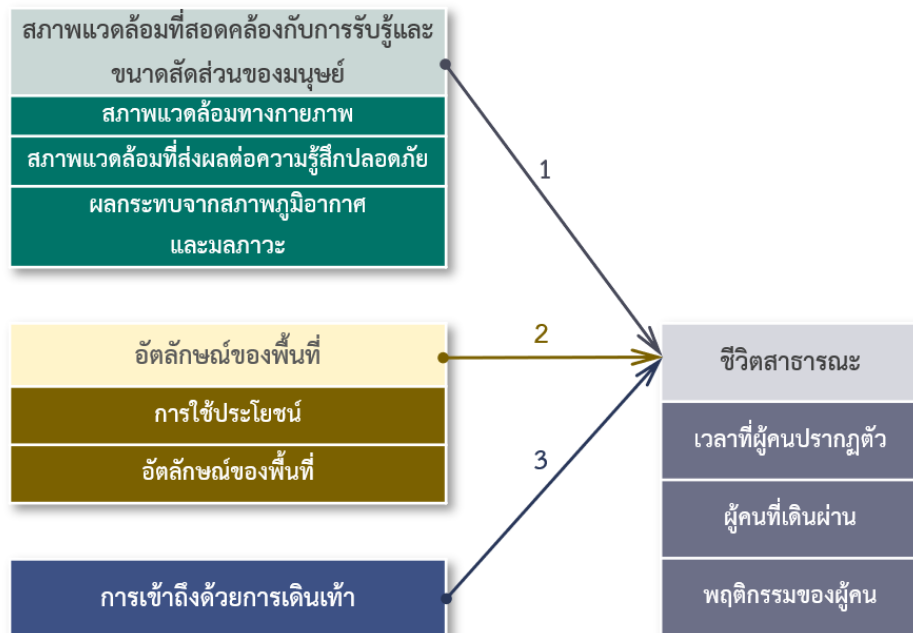 สภาพแวดล้อมที่สอดคล้องกับการรับรู้และ
ขนาดสัดส่วนของมนุษย์
สภาพแวดล้อมทางกายภาพ
สภาพแวดล้อมที่ส่งผลต่อความรู้สึกปลอดภัย
ผลกระทบจากสภาพภูมิอากาศ
และมลภาวะ
1
อัตลักษณ์ของพื้นที่
การใช้ประโยชน์
อัตลักษณ์ของพื้นที่
2
การเข้าถึงด้วยการเดินเท้า
3
ชีวิตสาธารณะ
เวลาที่ผู้คนปรากฏตัว
ผู้คนที่เดินผ่าน
พฤติกรรมของผู้คน